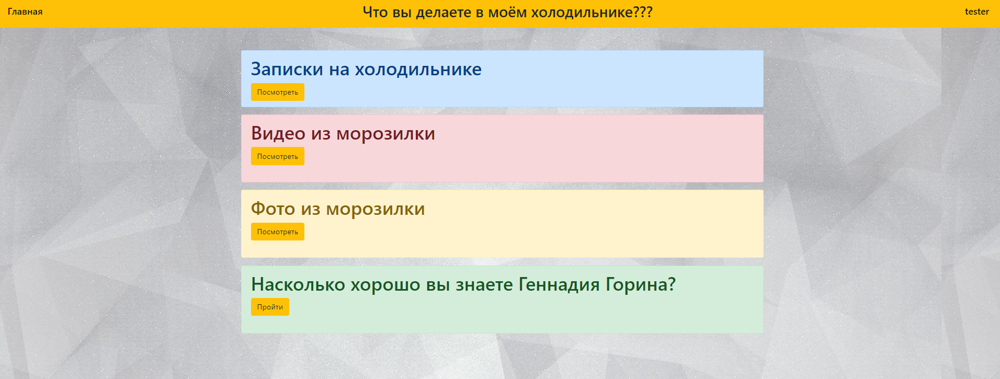 Главная
Что вы делаете в моём холодильнике???
tester
Записки на холодильнике
Посмотреть
Видео из морозилки
Посмотреть
Фото из морозилки
Посмотреть
Насколько хорошо вы знаете Геннадия Горина?
Пройти